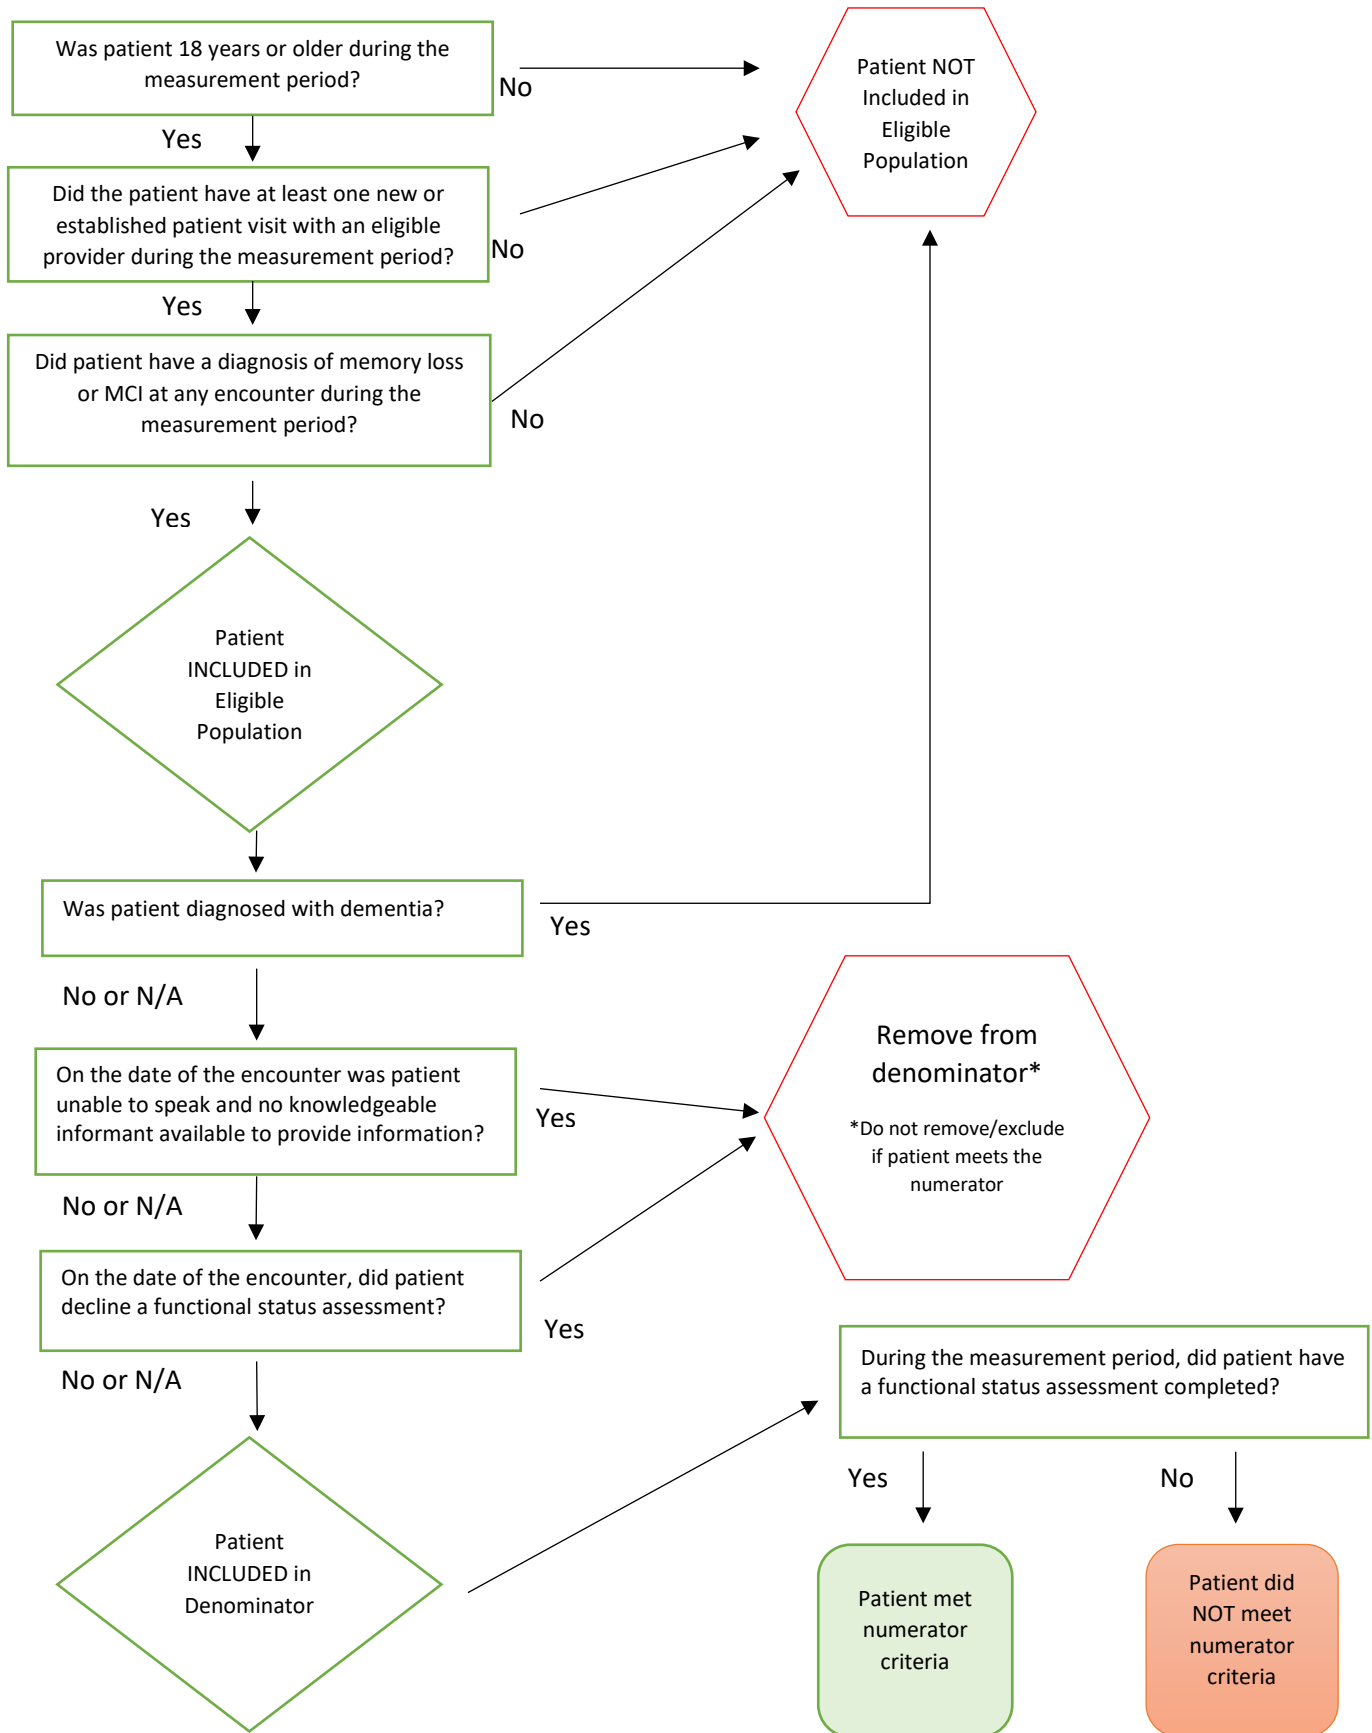 Was patient 18 years or older during the
measurement period?
No
Patient NOT
Included in
Eligible
Population
Yes
Did the patient have at least one new or
established patient visit with an eligible
provider during the measurement period?
No
Yes
Did patient have a diagnosis of memory loss
or MCI at any encounter during the
measurement period?
No
Yes
Patient
INCLUDED in
Eligible
Population
Was patient diagnosed with dementia?
Yes
No or N/A
On the date of the encounter was patient
unable to speak and no knowledgeable
informant available to provide information?
Yes
Remove from
denominator*
*Do not remove/exclude
if patient meets the
numerator
No or N/A
On the date of the encounter, did patient
decline a functional status assessment?
Yes
No or N/A
During the measurement period, did patient have
a functional status assessment completed?
Yes
No
Patient
INCLUDED in
Denominator
Patient met
numerator
criteria
Patient did
NOT meet
numerator
criteria